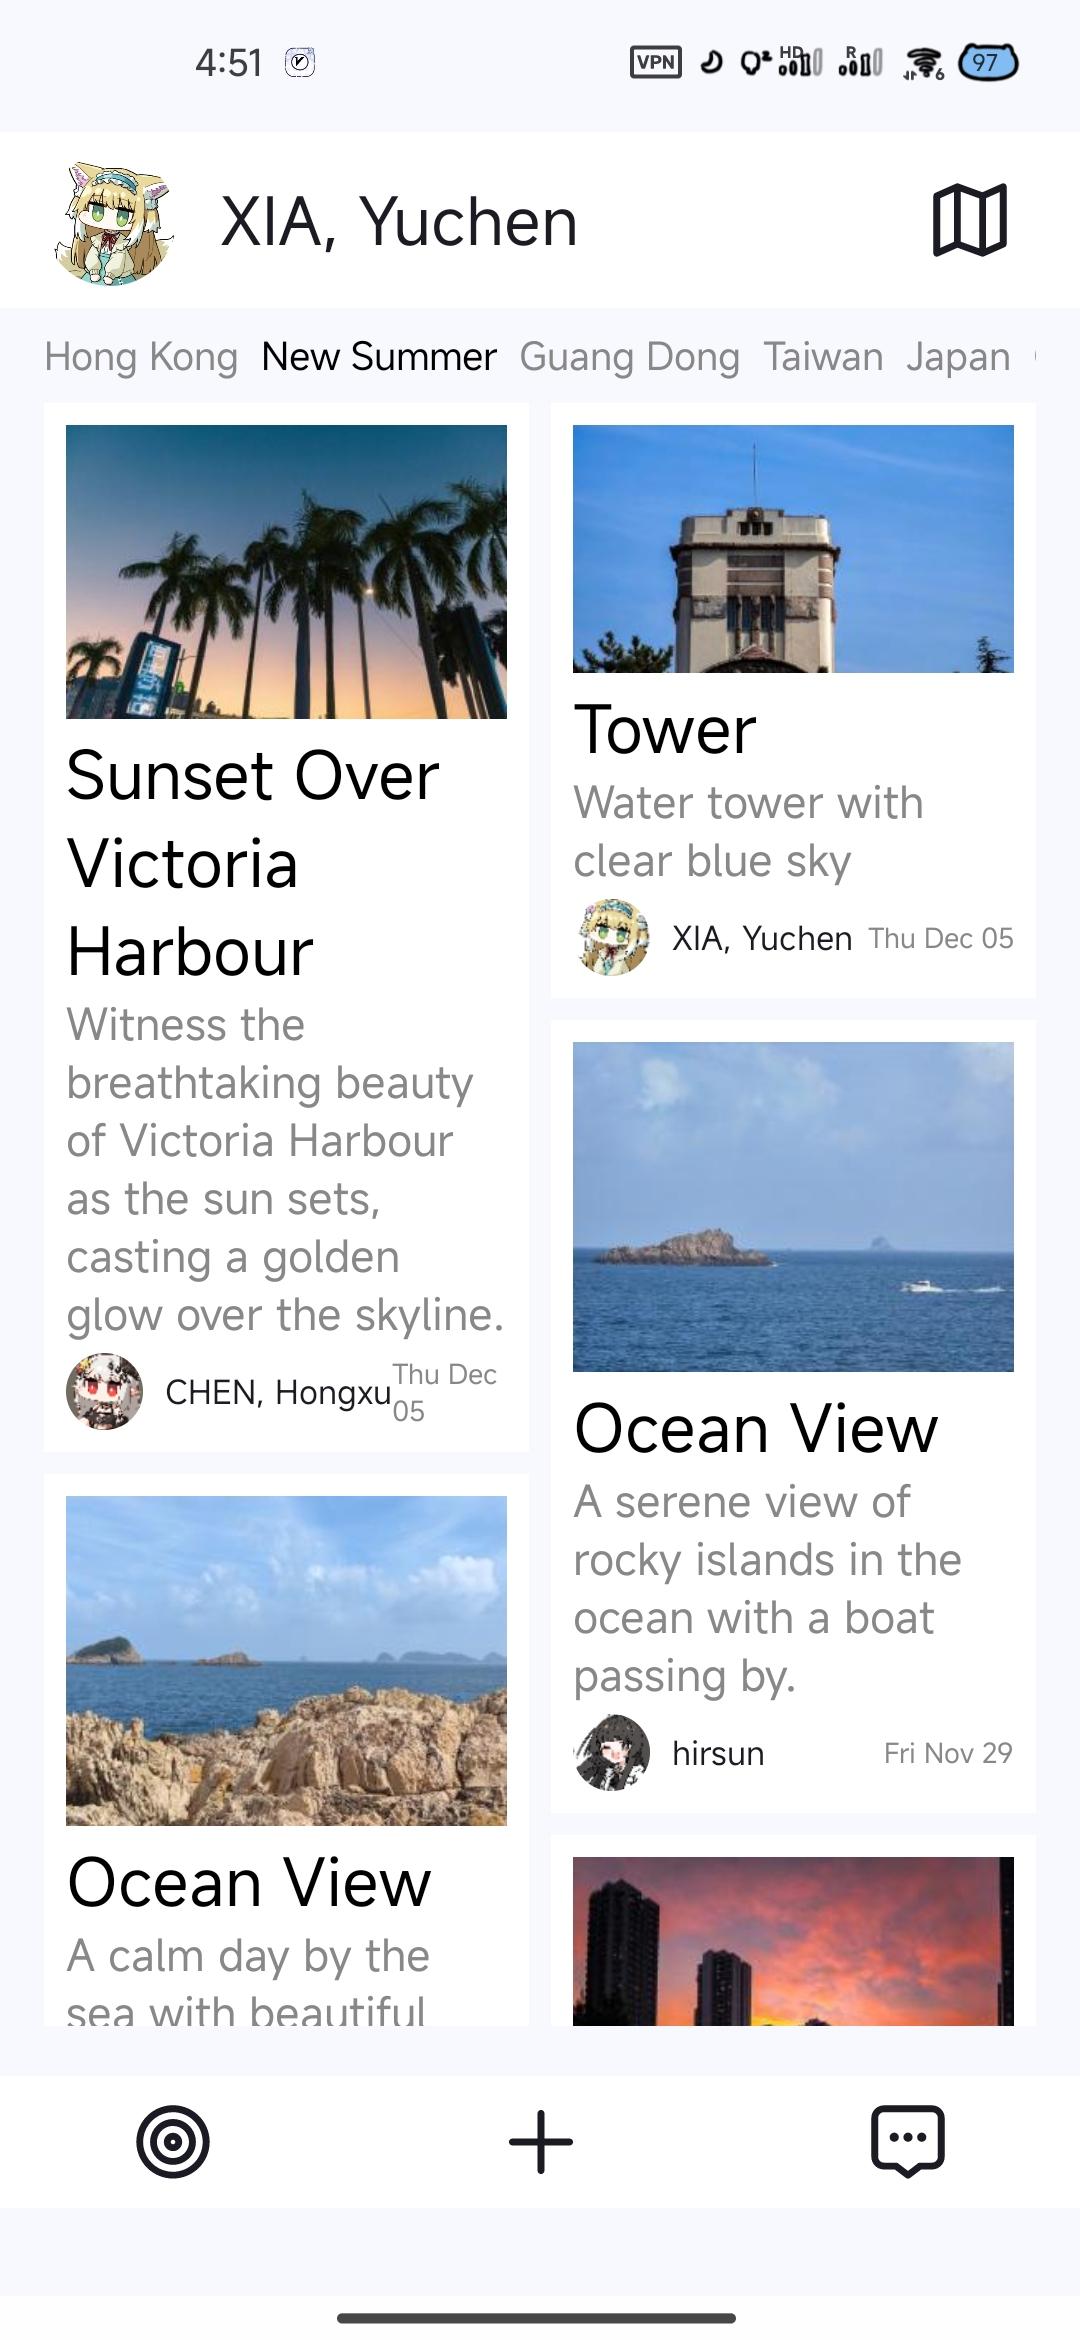 4:51
VPN
HD
R
6
97
XIA, Yuchen
Hong Kong New Summer Guang Dong Taiwan Japan
Sunset Over
Victoria
Harbour
Witness the
breathtaking beauty
of Victoria Harbour
as the sun sets,
casting a golden
glow over the skyline.
CHEN, Hongxu
Thu Dec
05
Ocean View
A calm day by the
sea with beautiful
Tower
Water tower with
clear blue sky
XIA, Yuchen Thu Dec 05
Ocean View
A serene view of
rocky islands in the
ocean with a boat
passing by.
hirsun Fri Nov 29